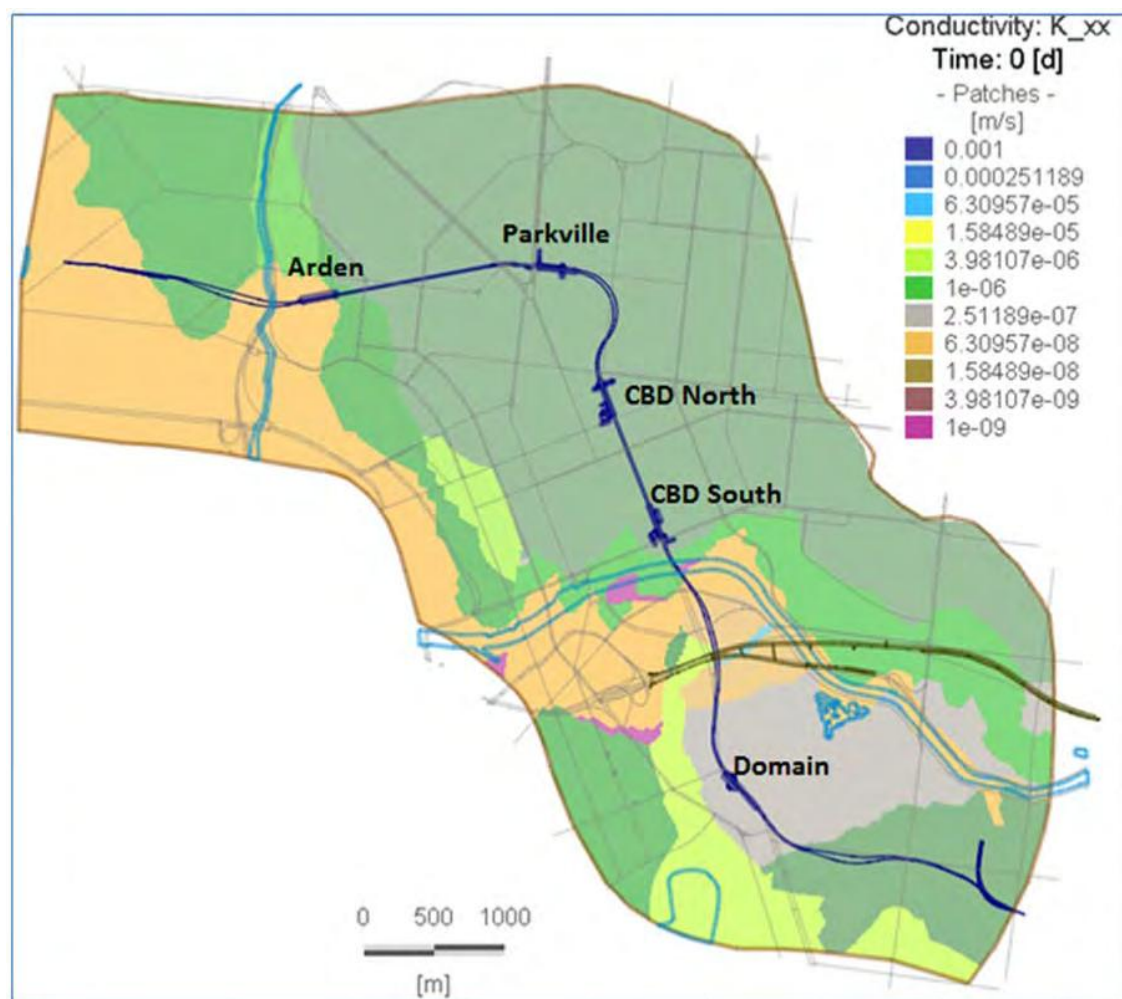 Conductivity: K_xx
Time: 0 [d]
- Patches -
[m/s]
0.001
0.000251189
6.30957e-05
1.58489e-05
3.98107e-06
1e-06
2.51189e-07
6.30957e-08
1.58489e-08
3.98107e-09
1e-09
Parkville
Arden
CBD North
CBD South
Domain
0 500 1000
[m]